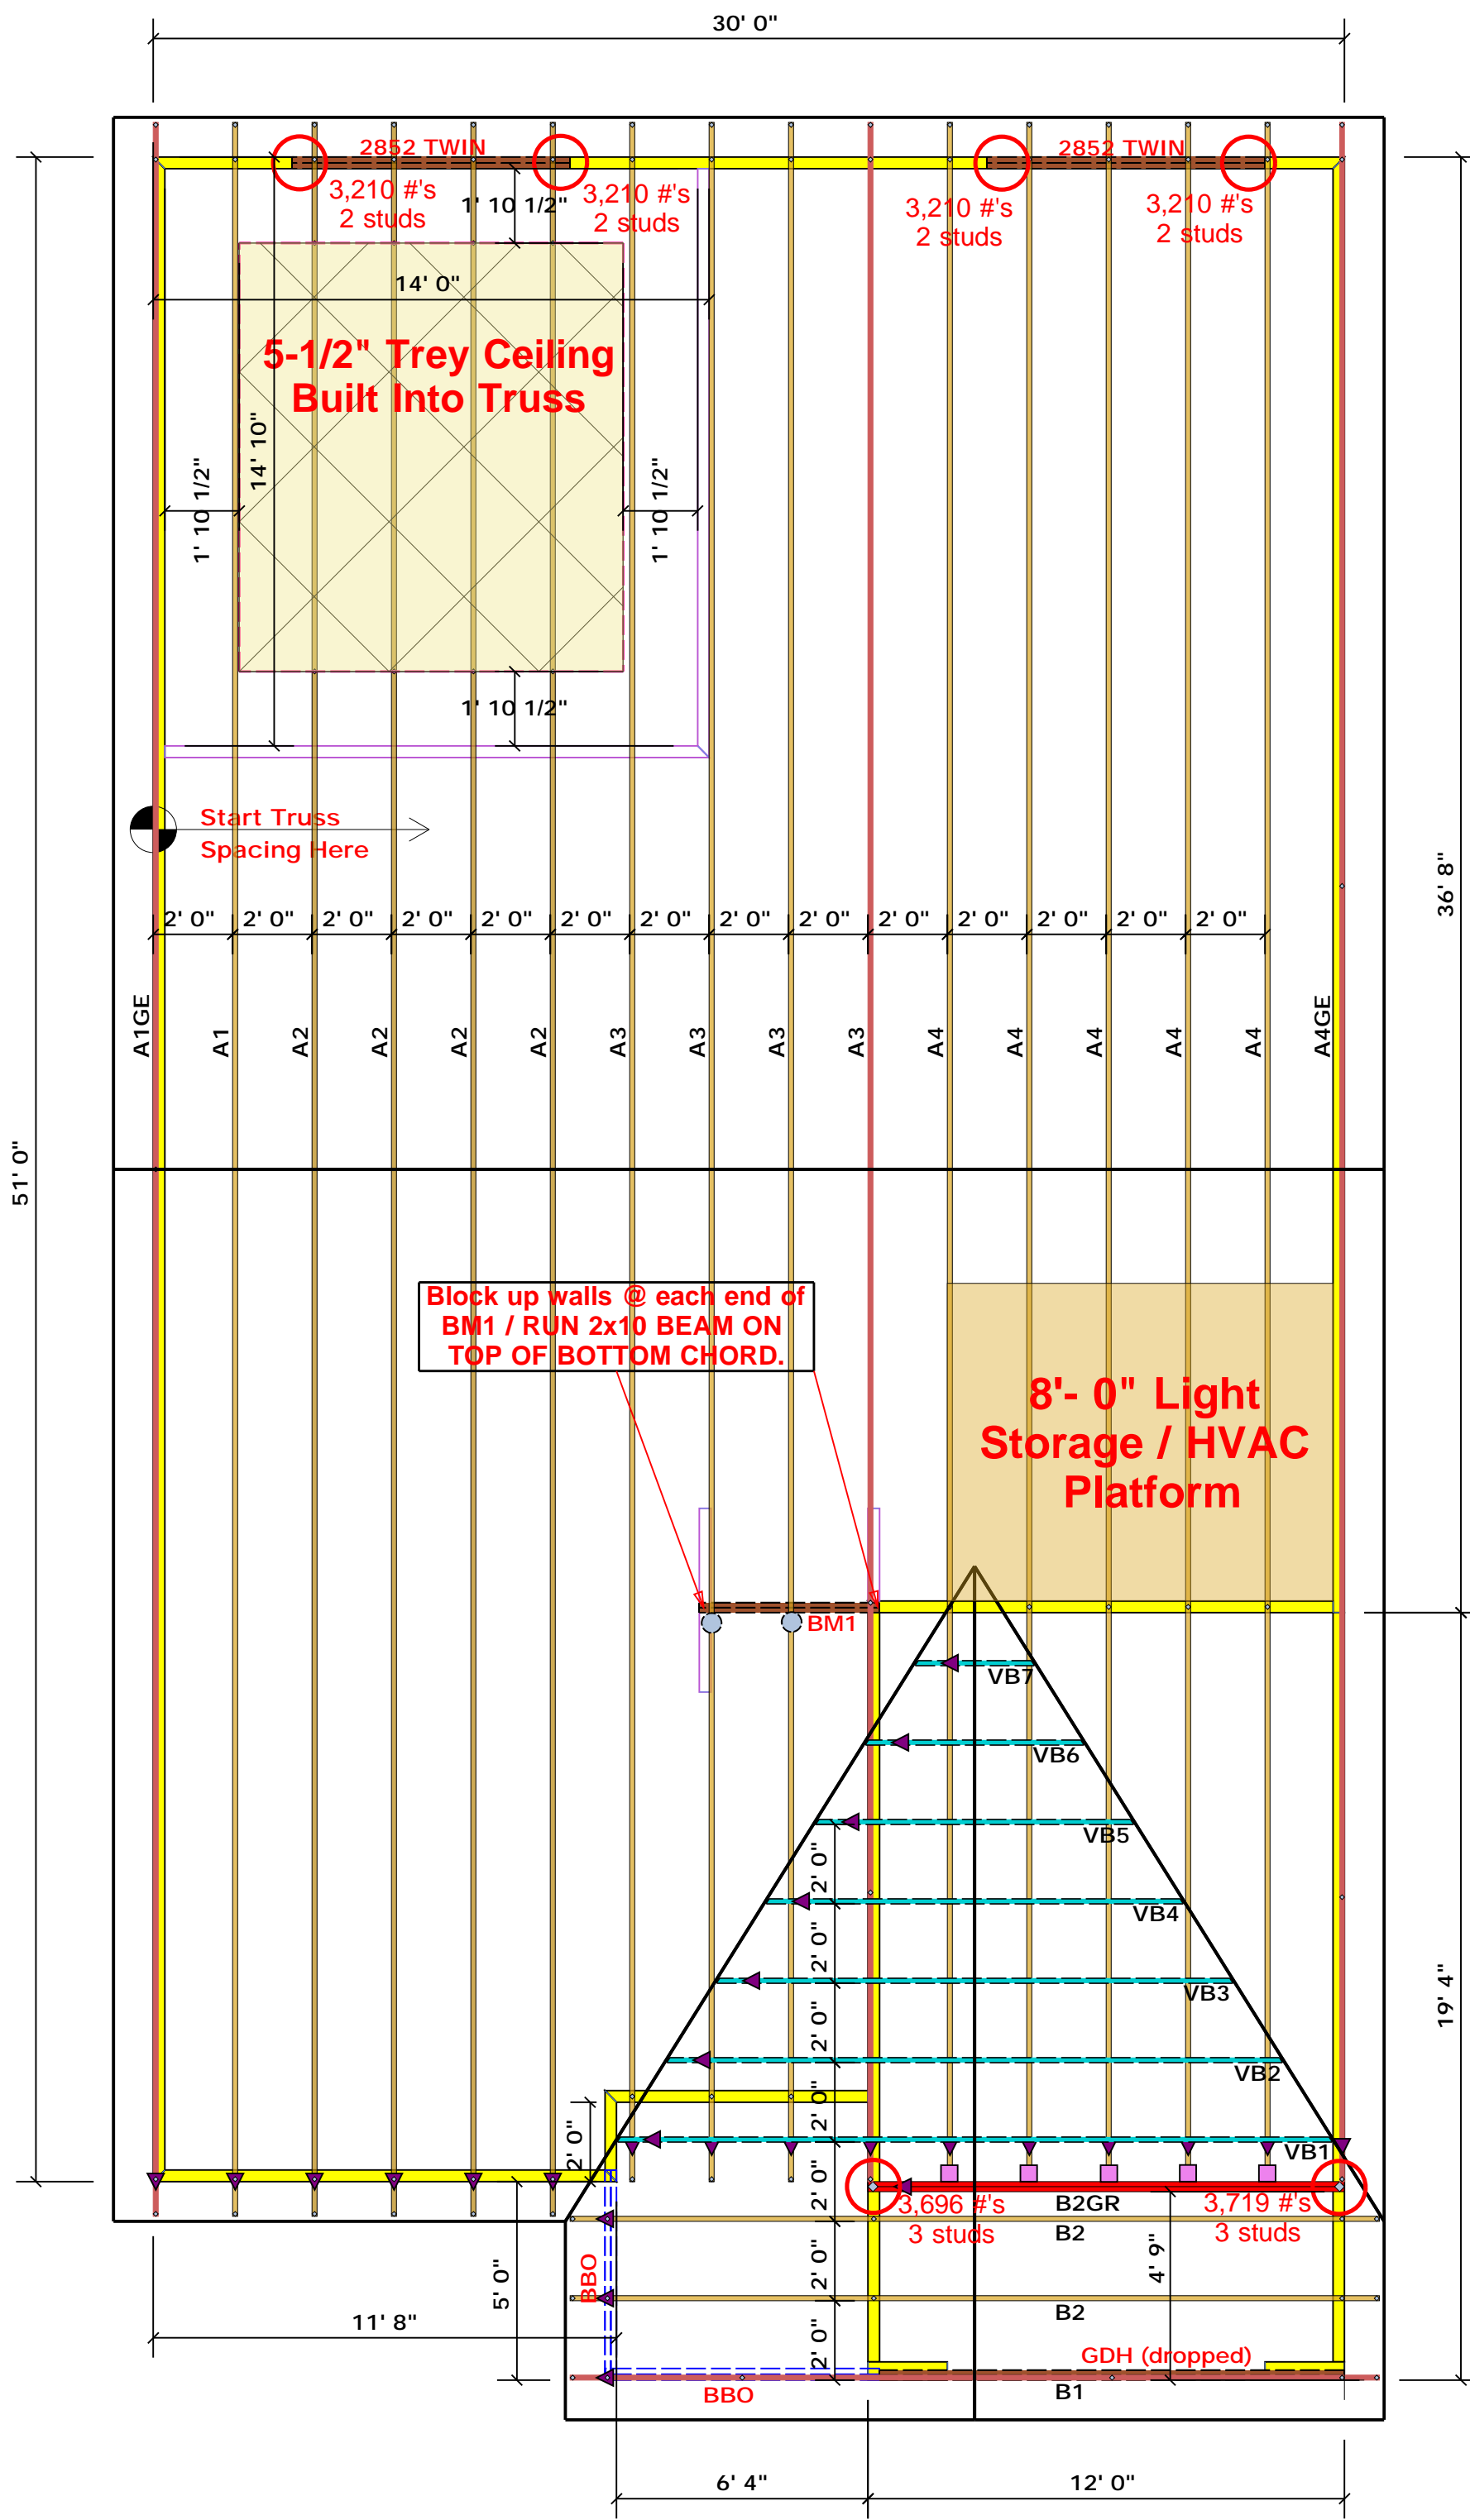 30' 0"
2852 TWIN
2852 TWIN
3,210 #'s
2 studs
1' 10 1/2"
3,210 #'s
2 studs
3,210 #'s
2 studs
3,210 #'s
2 studs
14' 0"
5-1/2" Trey Ceiling
Built Into Truss
14' 10"
1' 10 1/2"
1' 10 1/2"
1' 10 1/2"
Start Truss
Spacing Here
36' 8"
2' 0"
2' 0"
2' 0"
2' 0"
2' 0"
2' 0"
2' 0"
2' 0"
2' 0"
2' 0"
2' 0"
2' 0"
2' 0"
2' 0"
A1GE
A1
A2
A2
A2
A2
A3
A3
A3
A3
A4
A4
A4
A4
A4
A4GE
51' 0"
Block up walls @ each end of
BM1 / RUN 2x10 BEAM ON
TOP OF BOTTOM CHORD.
8'- 0" Light
Storage / HVAC
Platform
BM1
VB7
VB6
VB5
2' 0"
VB4
2' 0"
VB3
2' 0"
VB2
2' 0"
2' 0"
VB1
2' 0"
19' 4"
3,696 #'s
3 studs
B2GR
3,719 #'s
3 studs
B2
BBO
5' 0"
2' 0"
4' 9"
B2
11' 8"
2' 0"
GDH (dropped)
BBO
B1
6' 4"
12' 0"